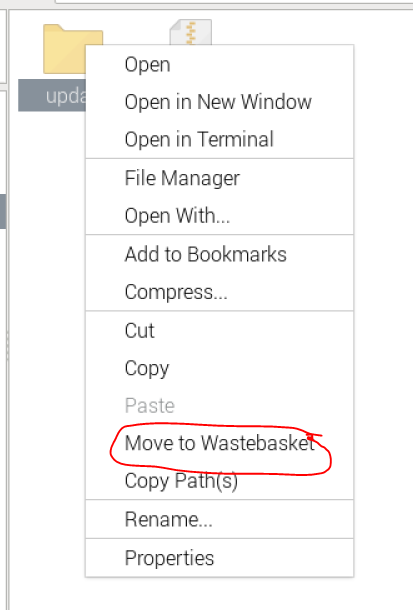 upda
Open
Open in New Window
Open in Terminal
File Manager
Open With...
Add to Bookmarks
Compress...
Cut
Copy
Paste
Move to Wastebasket
Copy Path(s)
Rename...
Properties